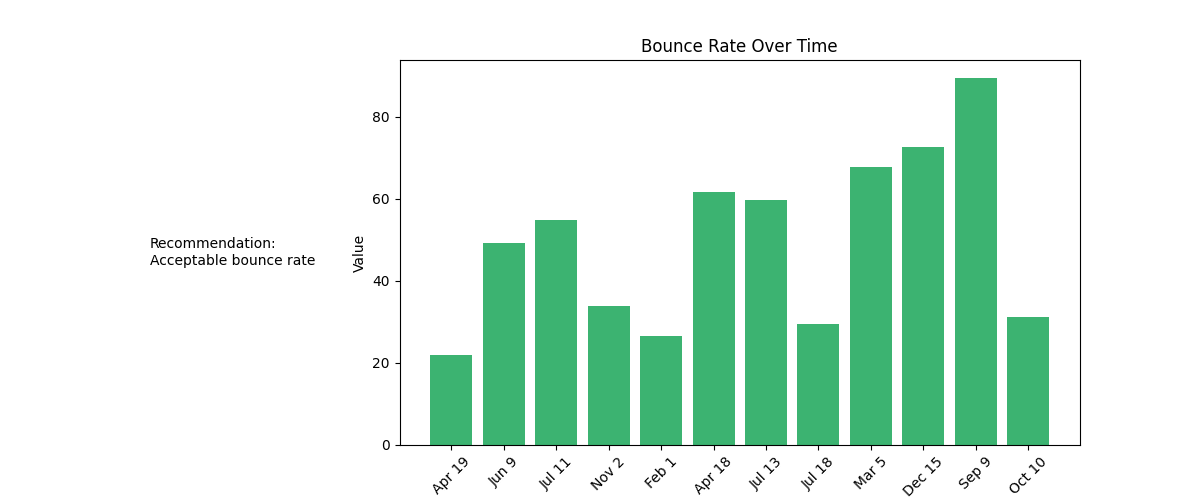 Bounce Rate Over Time
Recommendation:
Acceptable bounce rate
Value
80
60
40
20
0
Apr 19
Jun 9
Jul 11
Nov 2
Feb 1
Apr 18
Jul 13
Jul 18
Mar 5
Dec 15
Sep 9
Oct 10